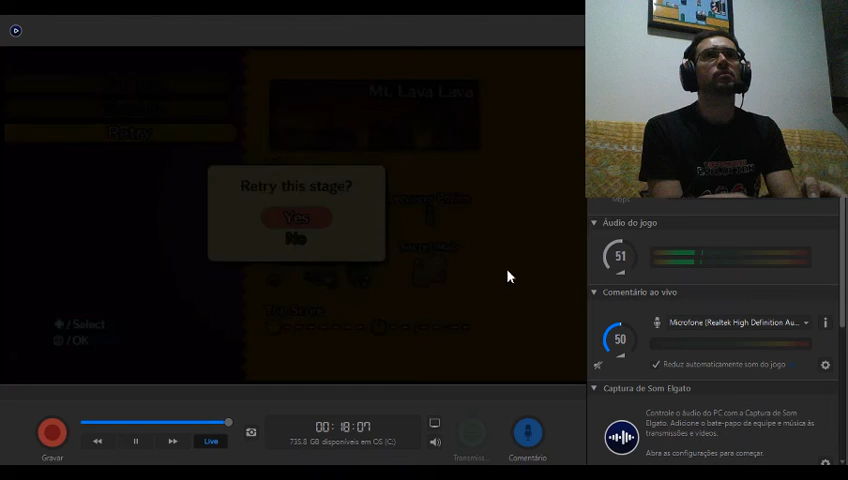 Mt. Lava Lava
Retry
Retry this stage?
Yes
No
/ Select
/ OK
Áudio do jogo
51
Comentário ao vivo
Microfone (Realtek High Definition Au...
50
Reduz automaticamente som do jogo
Captura de Som Elgato
Controle o áudio do PC com a Captura de
Som Elgato. Adicione o bate-papo da equipe e música às
transmissões e vídeos.
Abra as configurações para começar.
00:18:07
735.8 GB disponíveis em OS (C:)
Live
Gravar
Transmiss...
Comentário